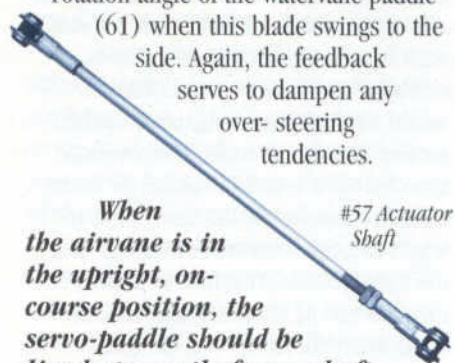 rotation angle of the watervane paddle
(61) when this blade swings to the
side. Again, the feedback
serves to dampen any
over- steering
tendencies.
#57 Actuator
Shaft
When
the airvane is in
the upright, on-
course position, the
servo-paddle should be